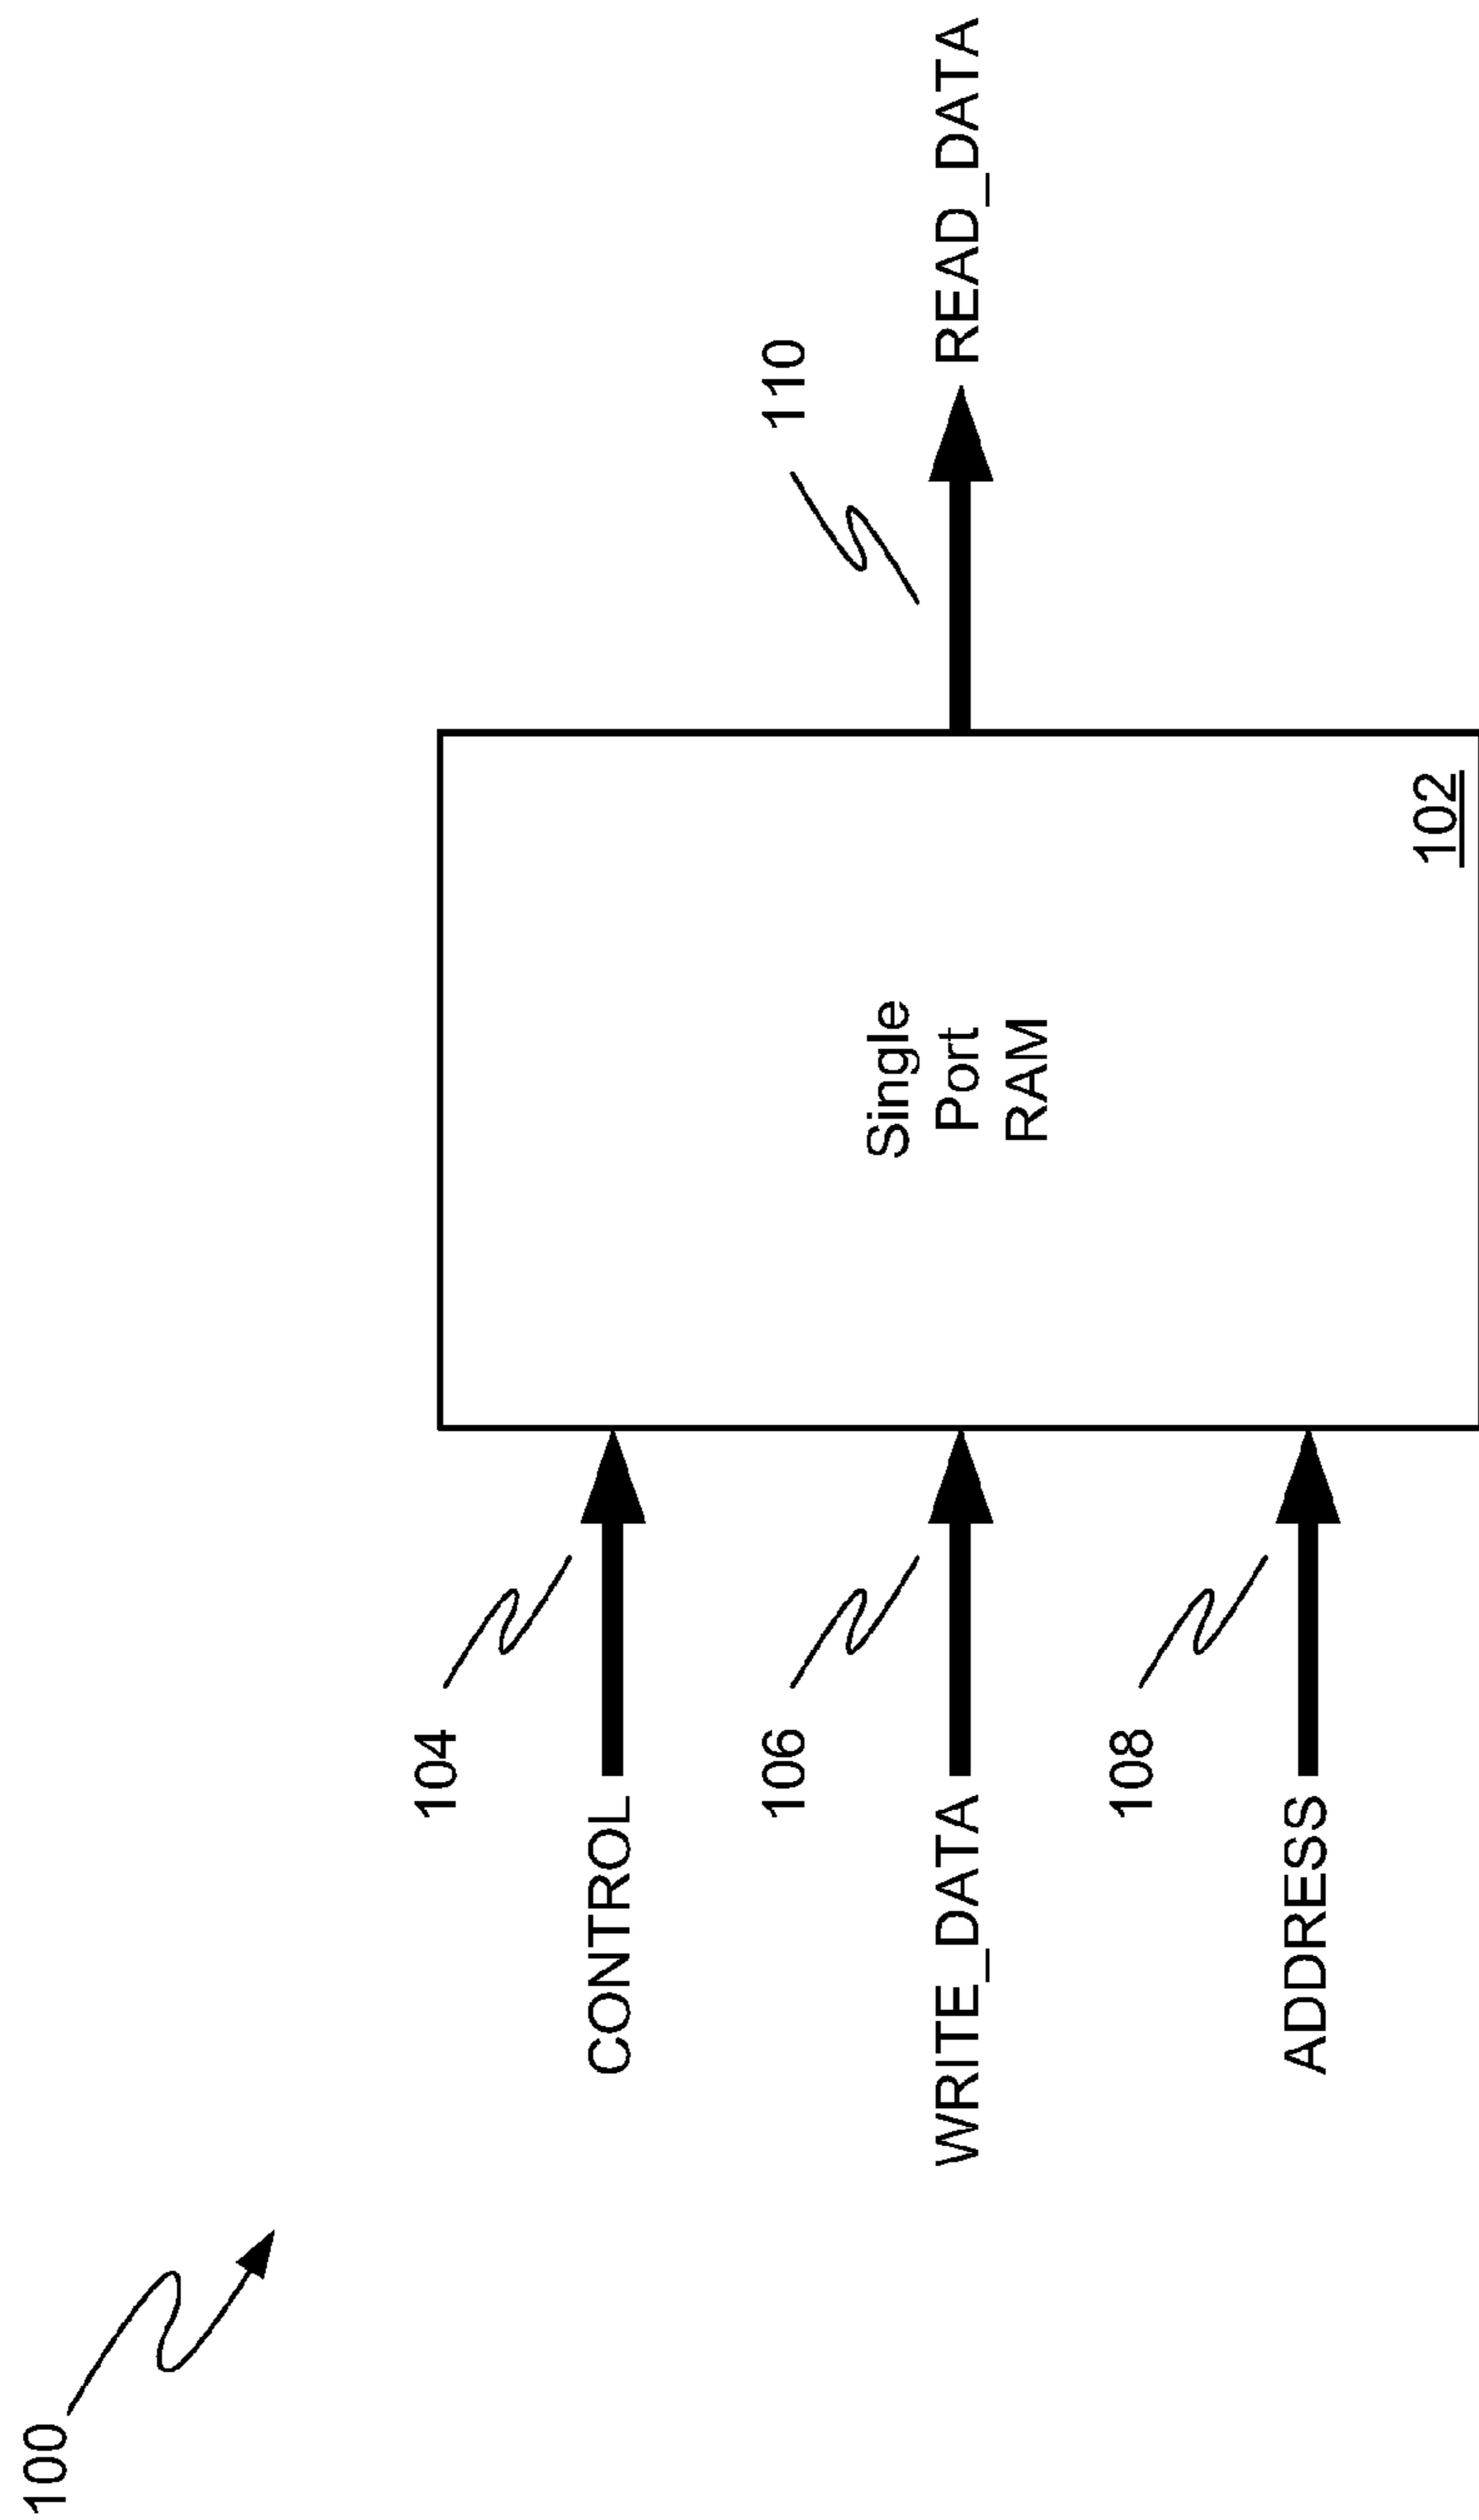 100
104
CONTROL
106
WRITE_DATA
108
ADDRESS
Single
Port
RAM
102
110
READ_DATA